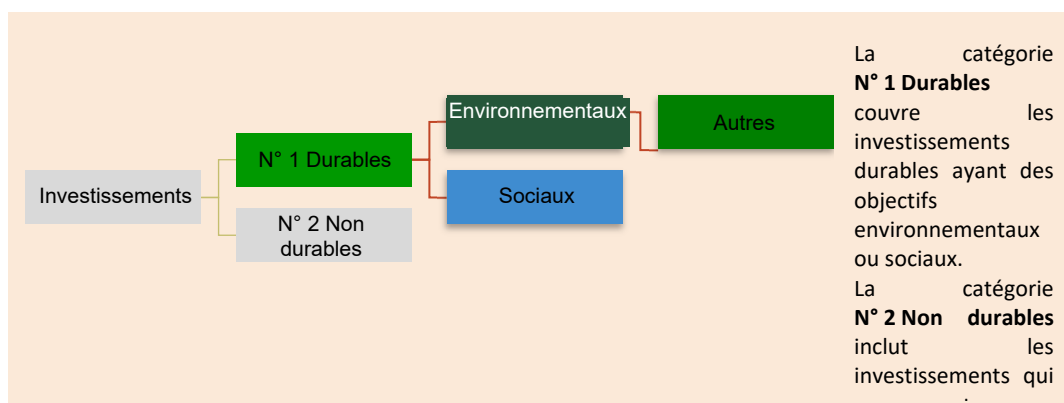 Investissements
N° 1 Durables
N° 2 Non
durables
Environnementaux
Sociaux
Autres
La catégorie
N° 1 Durables
couvre les
investissements
durables ayant des
objectifs
environnementaux
ou sociaux.
La catégorie
N° 2 Non durables
inclut les
investissements qui